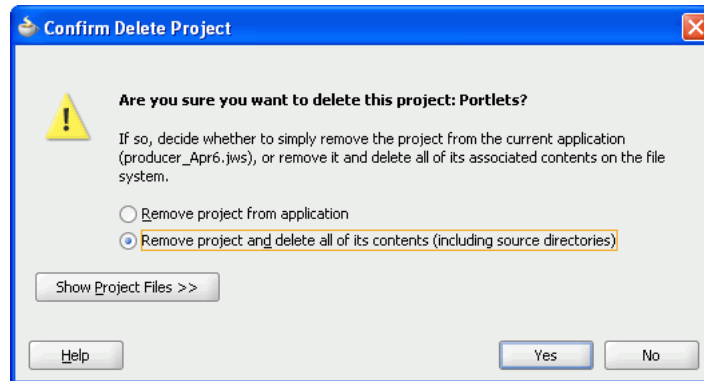 Confirm Delete Project
Are you sure you want to delete this project: Portlets?
If so, decide whether to simply remove the project from the current application
(producer_Apr6.jws), or remove it and delete all of its associated contents on the file
system.
Remove project from application
Remove project and delete all of its contents (including source directories)
Show Project Files >>
Help Yes No